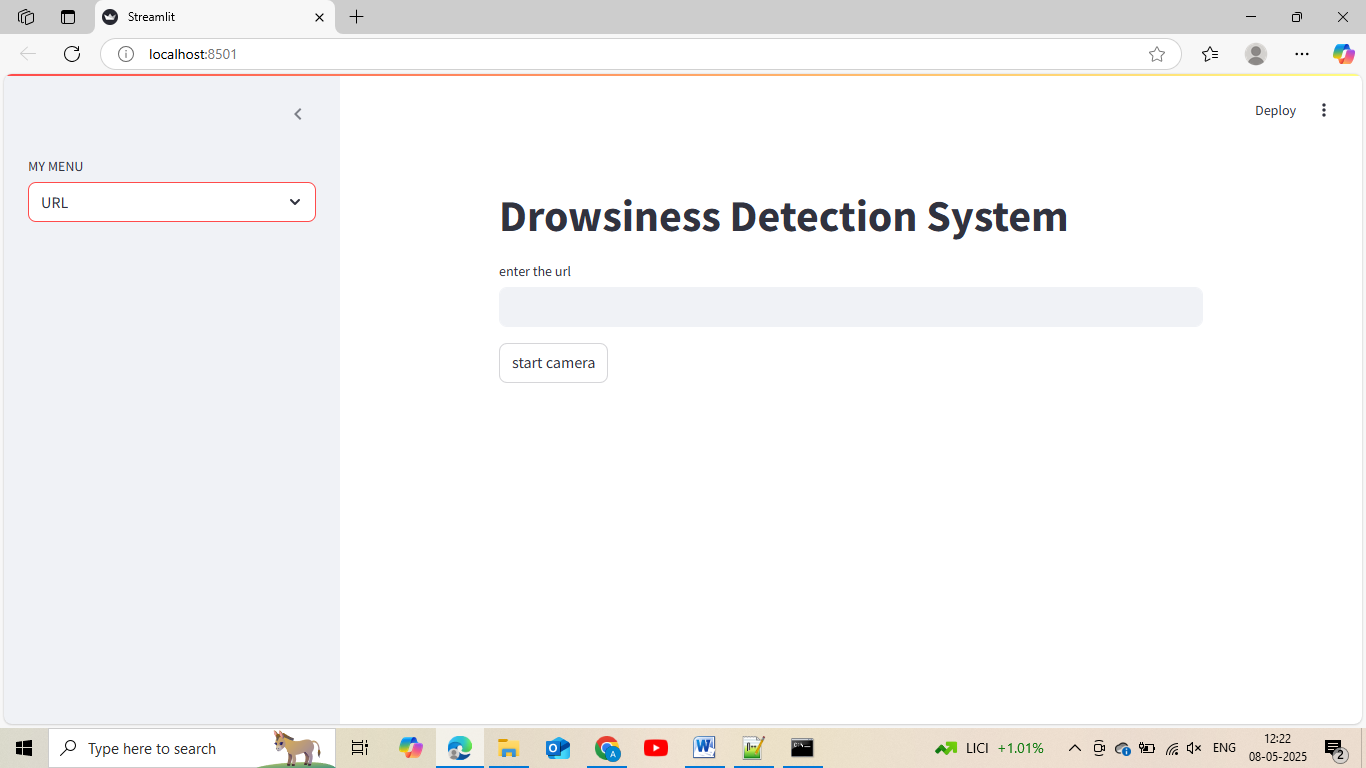 Streamlit
localhost:8501
Deploy
MY MENU
URL
Drowsiness Detection System
enter the url
start camera
Type here to search
LICI +1.01%
ENG
12:22
08-05-2025
2